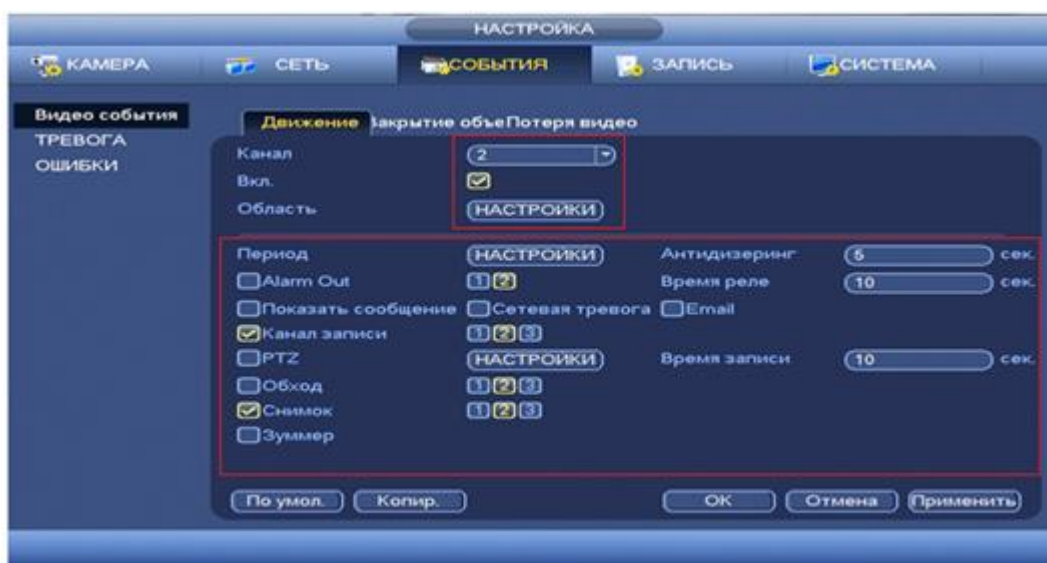 НАСТРОЙКА
КАМЕРА СЕТЬ СОБЫТИЯ ЗАПИСЬ СИСТЕМА
Видео события
ТРЕВОГА
ОШИБКИ
Движение Закрытие объе Потеря видео
Канал 2
Вкл.
Область НАСТРОЙКИ
Период НАСТРОЙКИ Антидизеринг 5 сек.
Alarm Out 1 2 Время реле 10 сек.
Показать сообщение Сетевая тревога Email
Канал записи 1 2 3
PTZ НАСТРОЙКИ Время записи 10 сек.
Обход 1 2 3
Снимок 1 2 3
Зуммер
По умол. Копир. ОК Отмена Применить